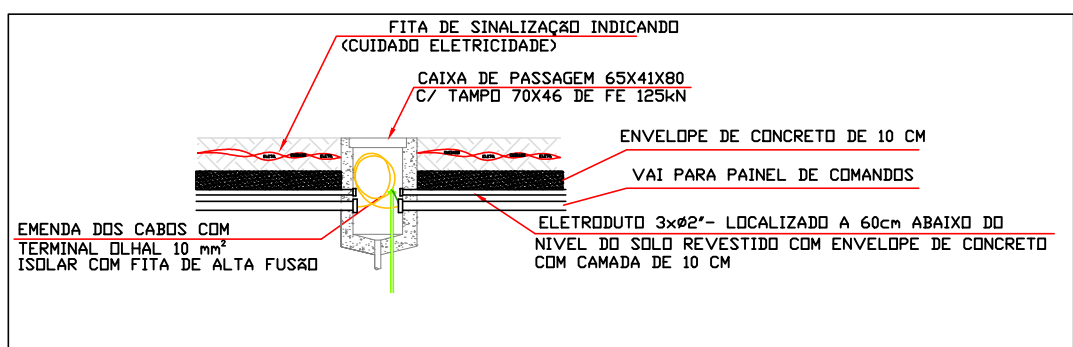 FITA DE SINALIZAÇÃO INDICANDO
(CUIDADO ELETRICIDADE)
CAIXA DE PASSAGEM 65X41X80
C/ TAMPO 70X46 DE FE 125kN
ENVELOPE DE CONCRETO DE 10 CM
VAI PARA PAINEL DE COMANDOS
ELETRODUTO 3xø2"- LOCALIZADO A 60cm ABAIXO DO
NIVEL DO SOLO REVESTIDO COM ENVELOPE DE CONCRETO
COM CAMADA DE 10 CM
EMENDA DOS CABOS COM
TERMINAL OLHAL 10 mm²
ISOLAR COM FITA DE ALTA FUSÃO